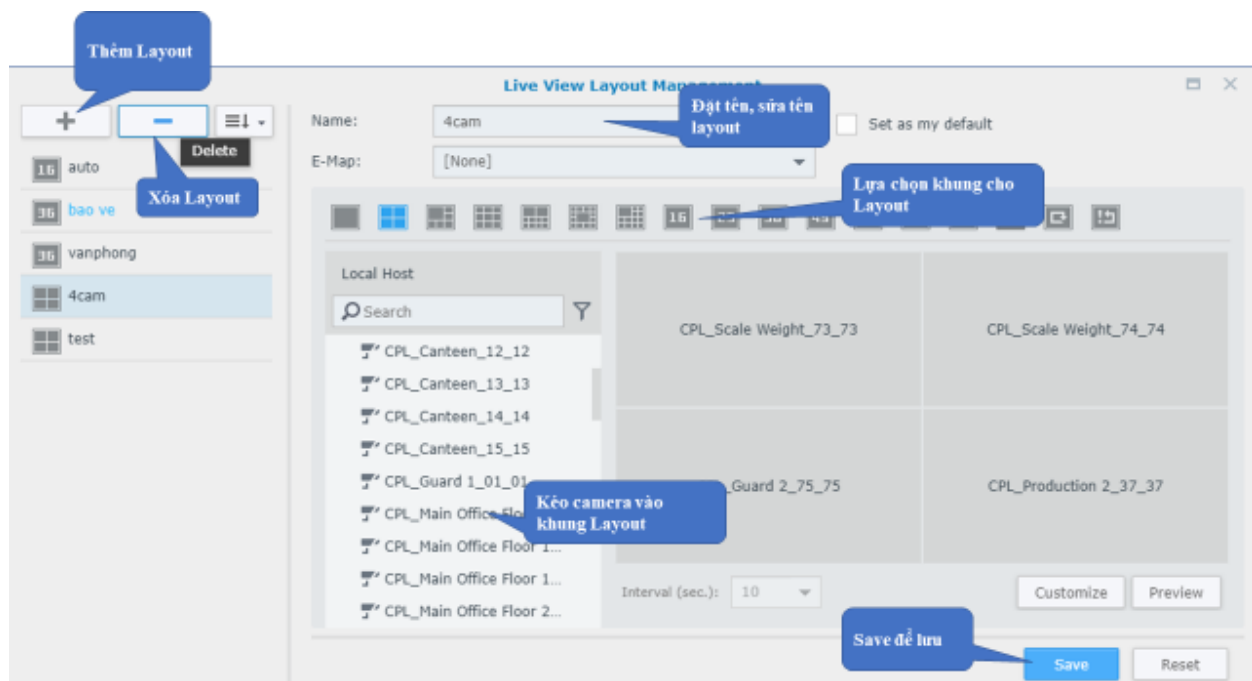 Thêm Layout
Live View Layout Management
Name:
4cam
Đặt tên, sửa tên
layout
Set as my default
Delete
E-Map:
[None]
16 auto
Xóa Layout
Lựa chọn khung cho
Layout
36 bao ve
16
36 vanphong
Local Host
4cam
Search
CPL_Scale Weight_73_73
CPL_Scale Weight_74_74
test
CPL_Canteen_12_12
CPL_Canteen_13_13
CPL_Canteen_14_14
CPL_Canteen_15_15
CPL_Guard 1_01_01
Guard 2_75_75
CPL_Production 2_37_37
Kéo camera vào
khung Layout
CPL_Main Office
CPL_Main Office Floor 1...
CPL_Main Office Floor 1...
CPL_Main Office Floor 2...
Interval (sec.):
10
Customize
Preview
Save để lưu
Save
Reset